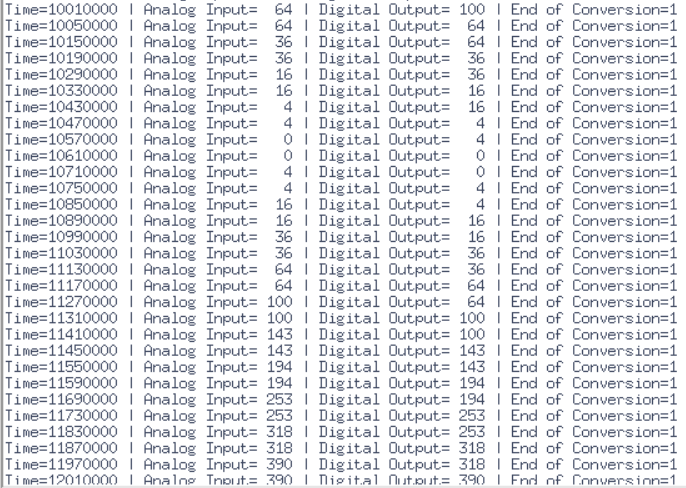 Time=10010000 | Analog Input=  64 | Digital Output= 100 | End of Conversion=1
Time=10050000 | Analog Input=  64 | Digital Output=  64 | End of Conversion=1
Time=10150000 | Analog Input=  36 | Digital Output=  64 | End of Conversion=1
Time=10190000 | Analog Input=  36 | Digital Output=  36 | End of Conversion=1
Time=10290000 | Analog Input=  16 | Digital Output=  36 | End of Conversion=1
Time=10330000 | Analog Input=  16 | Digital Output=  16 | End of Conversion=1
Time=10430000 | Analog Input=   4 | Digital Output=  16 | End of Conversion=1
Time=10470000 | Analog Input=   4 | Digital Output=   4 | End of Conversion=1
Time=10570000 | Analog Input=   0 | Digital Output=   4 | End of Conversion=1
Time=10610000 | Analog Input=   0 | Digital Output=   0 | End of Conversion=1
Time=10710000 | Analog Input=   4 | Digital Output=   0 | End of Conversion=1
Time=10750000 | Analog Input=   4 | Digital Output=   4 | End of Conversion=1
Time=10850000 | Analog Input=  16 | Digital Output=   4 | End of Conversion=1
Time=10890000 | Analog Input=  16 | Digital Output=  16 | End of Conversion=1
Time=10990000 | Analog Input=  36 | Digital Output=  16 | End of Conversion=1
Time=11030000 | Analog Input=  36 | Digital Output=  36 | End of Conversion=1
Time=11130000 | Analog Input=  64 | Digital Output=  36 | End of Conversion=1
Time=11170000 | Analog Input=  64 | Digital Output=  64 | End of Conversion=1
Time=11270000 | Analog Input= 100 | Digital Output=  64 | End of Conversion=1
Time=11310000 | Analog Input= 100 | Digital Output= 100 | End of Conversion=1
Time=11410000 | Analog Input= 143 | Digital Output= 100 | End of Conversion=1
Time=11450000 | Analog Input= 143 | Digital Output= 143 | End of Conversion=1
Time=11550000 | Analog Input= 194 | Digital Output= 143 | End of Conversion=1
Time=11590000 | Analog Input= 194 | Digital Output= 194 | End of Conversion=1
Time=11690000 | Analog Input= 253 | Digital Output= 194 | End of Conversion=1
Time=11730000 | Analog Input= 253 | Digital Output= 253 | End of Conversion=1
Time=11830000 | Analog Input= 318 | Digital Output= 253 | End of Conversion=1
Time=11870000 | Analog Input= 318 | Digital Output= 318 | End of Conversion=1
Time=11970000 | Analog Input= 390 | Digital Output= 318 | End of Conversion=1
Time=12010000 | Analog Input= 390 | Digital Output= 390 | End of Conversion=1